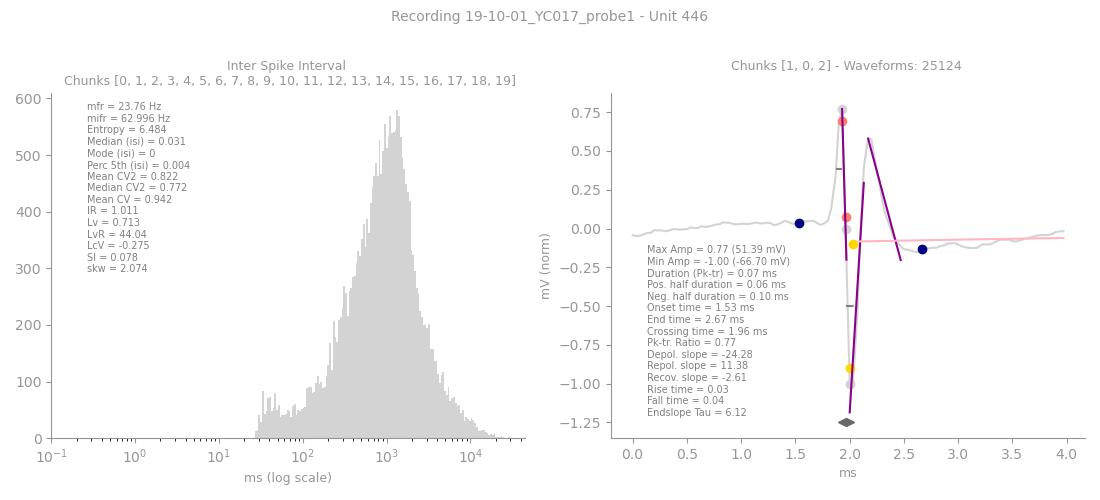 Recording 19-10-01_YC017_probe1 - Unit 446
Inter Spike Interval
Chunks [0, 1, 2, 3, 4, 5, 6, 7, 8, 9, 10, 11, 12, 13, 14, 15, 16, 17, 18, 19]
600
500
400
300
200
100
0
mfr = 23.76 Hz
mifr = 62.996 Hz
Entropy = 6.484
Median (isi) = 0.031
Mode (isi) = 0
Perc 5th (isi) = 0.004
Mean CV2 = 0.822
Median CV2 = 0.772
Mean CV = 0.942
IR = 1.011
Lv = 0.713
LvR = 44.04
LcV = -0.275
SI = 0.078
skw = 2.074
10⁻¹ 10⁰ 10¹ 10² 10³ 10⁴
ms (log scale)
Chunks [1, 0, 2] - Waveforms: 25124
mV (norm)
0.75
0.50
0.25
0.00
−0.25
−0.50
−0.75
−1.00
−1.25
Max Amp = 0.77 (51.39 mV)
Min Amp = -1.00 (-66.70 mV)
Duration (Pk-tr) = 0.07 ms
Pos. half duration = 0.06 ms
Neg. half duration = 0.10 ms
Onset time = 1.53 ms
End time = 2.67 ms
Crossing time = 1.96 ms
Pk-tr. Ratio = 0.77
Depol. slope = -24.28
Repol. slope = 11.38
Recov. slope = -2.61
Rise time = 0.03
Fall time = 0.04
Endslope Tau = 6.12
0.0 0.5 1.0 1.5 2.0 2.5 3.0 3.5 4.0
ms